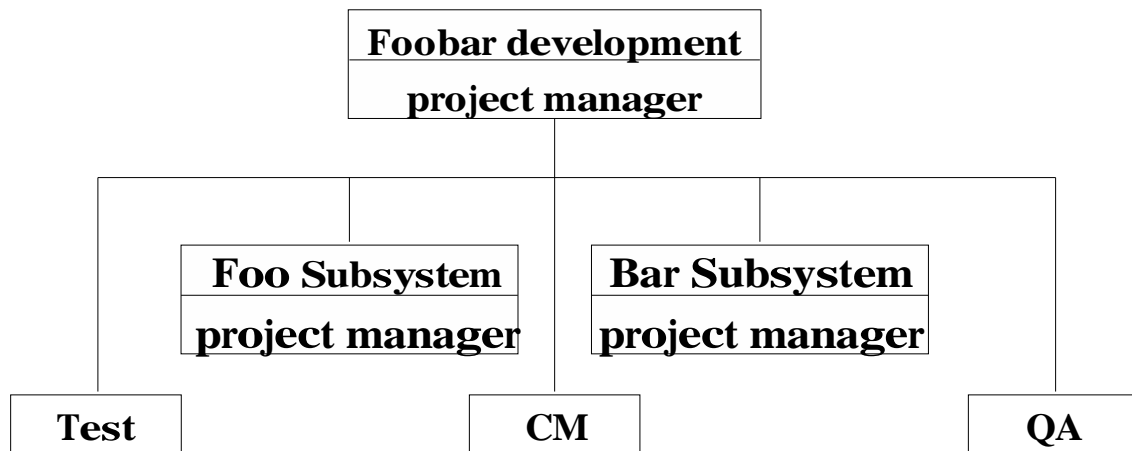 Foobar development
project manager
Foo Subsystem
project manager
Bar Subsystem
project manager
Test
CM
QA